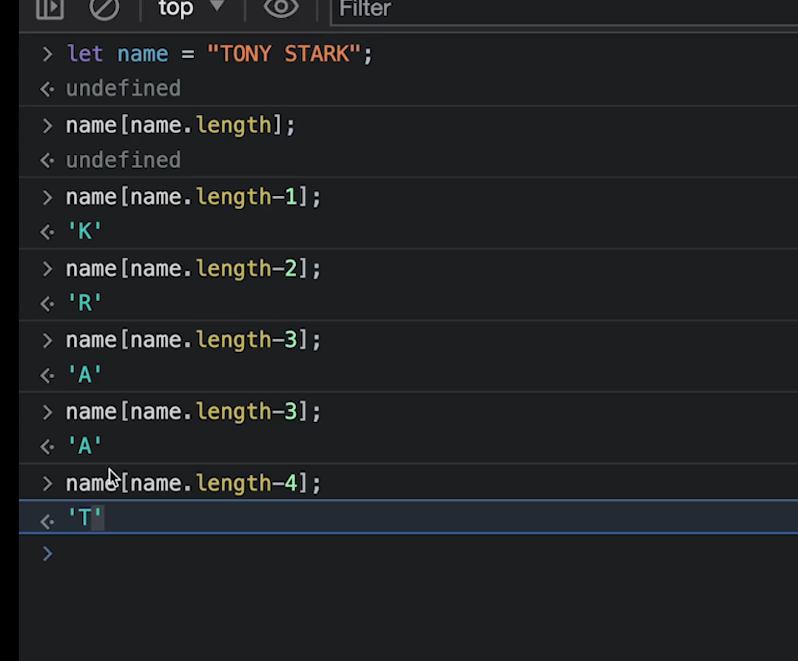 top ▼ Filter
> let name = "TONY STARK";
<· undefined
> name[name.length];
<· undefined
> name[name.length-1];
<· 'K'
> name[name.length-2];
<· 'R'
> name[name.length-3];
<· 'A'
> name[name.length-3];
<· 'A'
> name[name.length-4];
<· 'T'
>